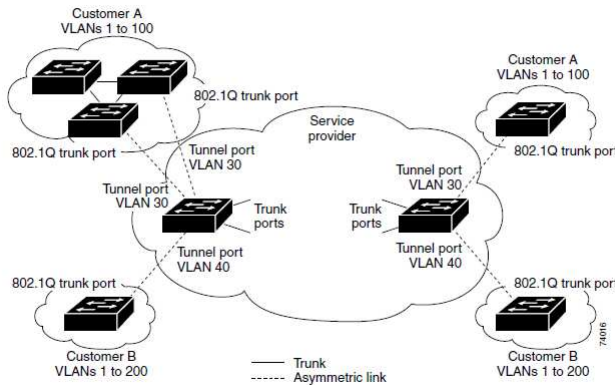 Customer A
VLANs 1 to 100
Customer A
VLANs 1 to 100
802.1Q trunk port
Service
provider
802.1Q trunk port
802.1Q trunk port
Tunnel port
VLAN 30
Tunnel port
VLAN 30
Tunnel port
VLAN 30
Trunk
ports
Trunk
ports
Tunnel port
VLAN 40
Tunnel port
VLAN 40
802.1Q trunk port
802.1Q trunk port
74016
Customer B
VLANs 1 to 200
Trunk
Asymmetric link
Customer B
VLANs 1 to 200